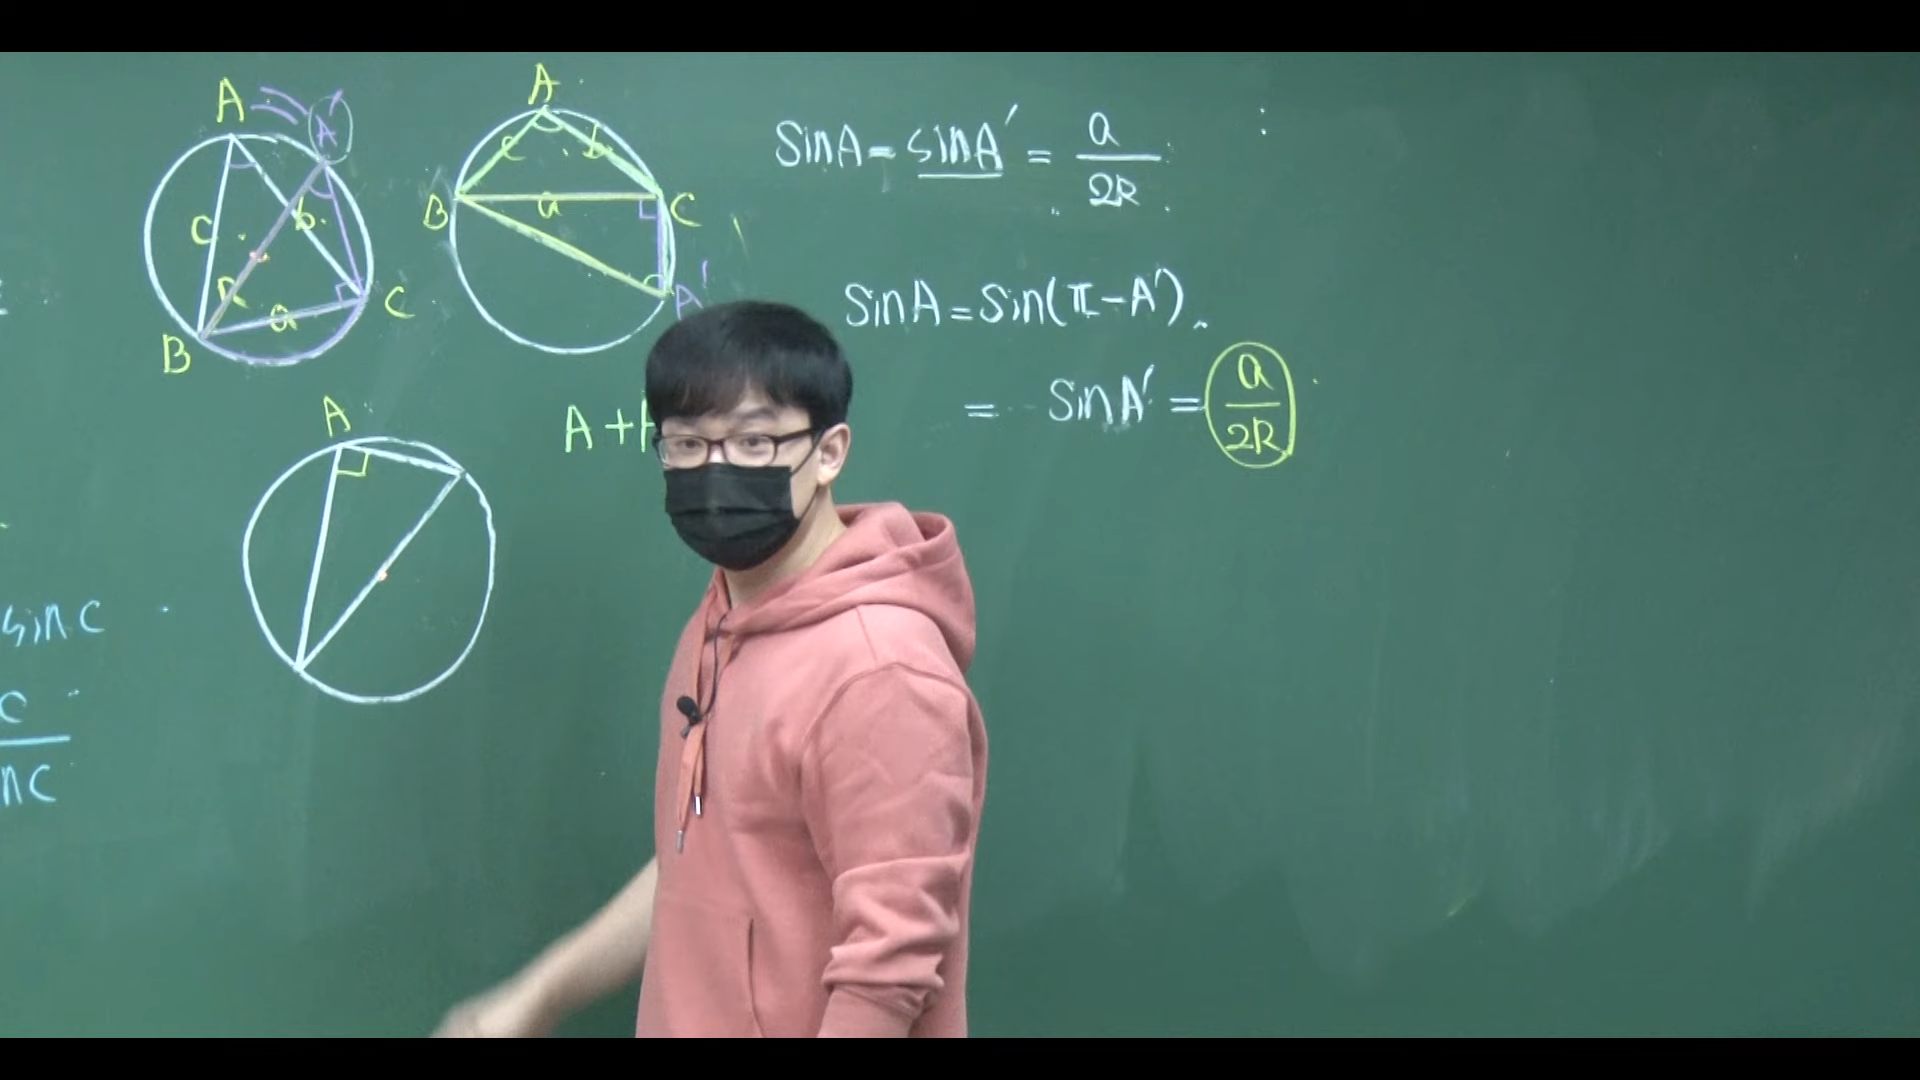 A A'
c b
R a
B C
A
c b
B a C
A'
sinA = sinA' = a/2R
sinA = sin(π-A')
= sinA' = a/2R
A
A +
sinC
c
nC